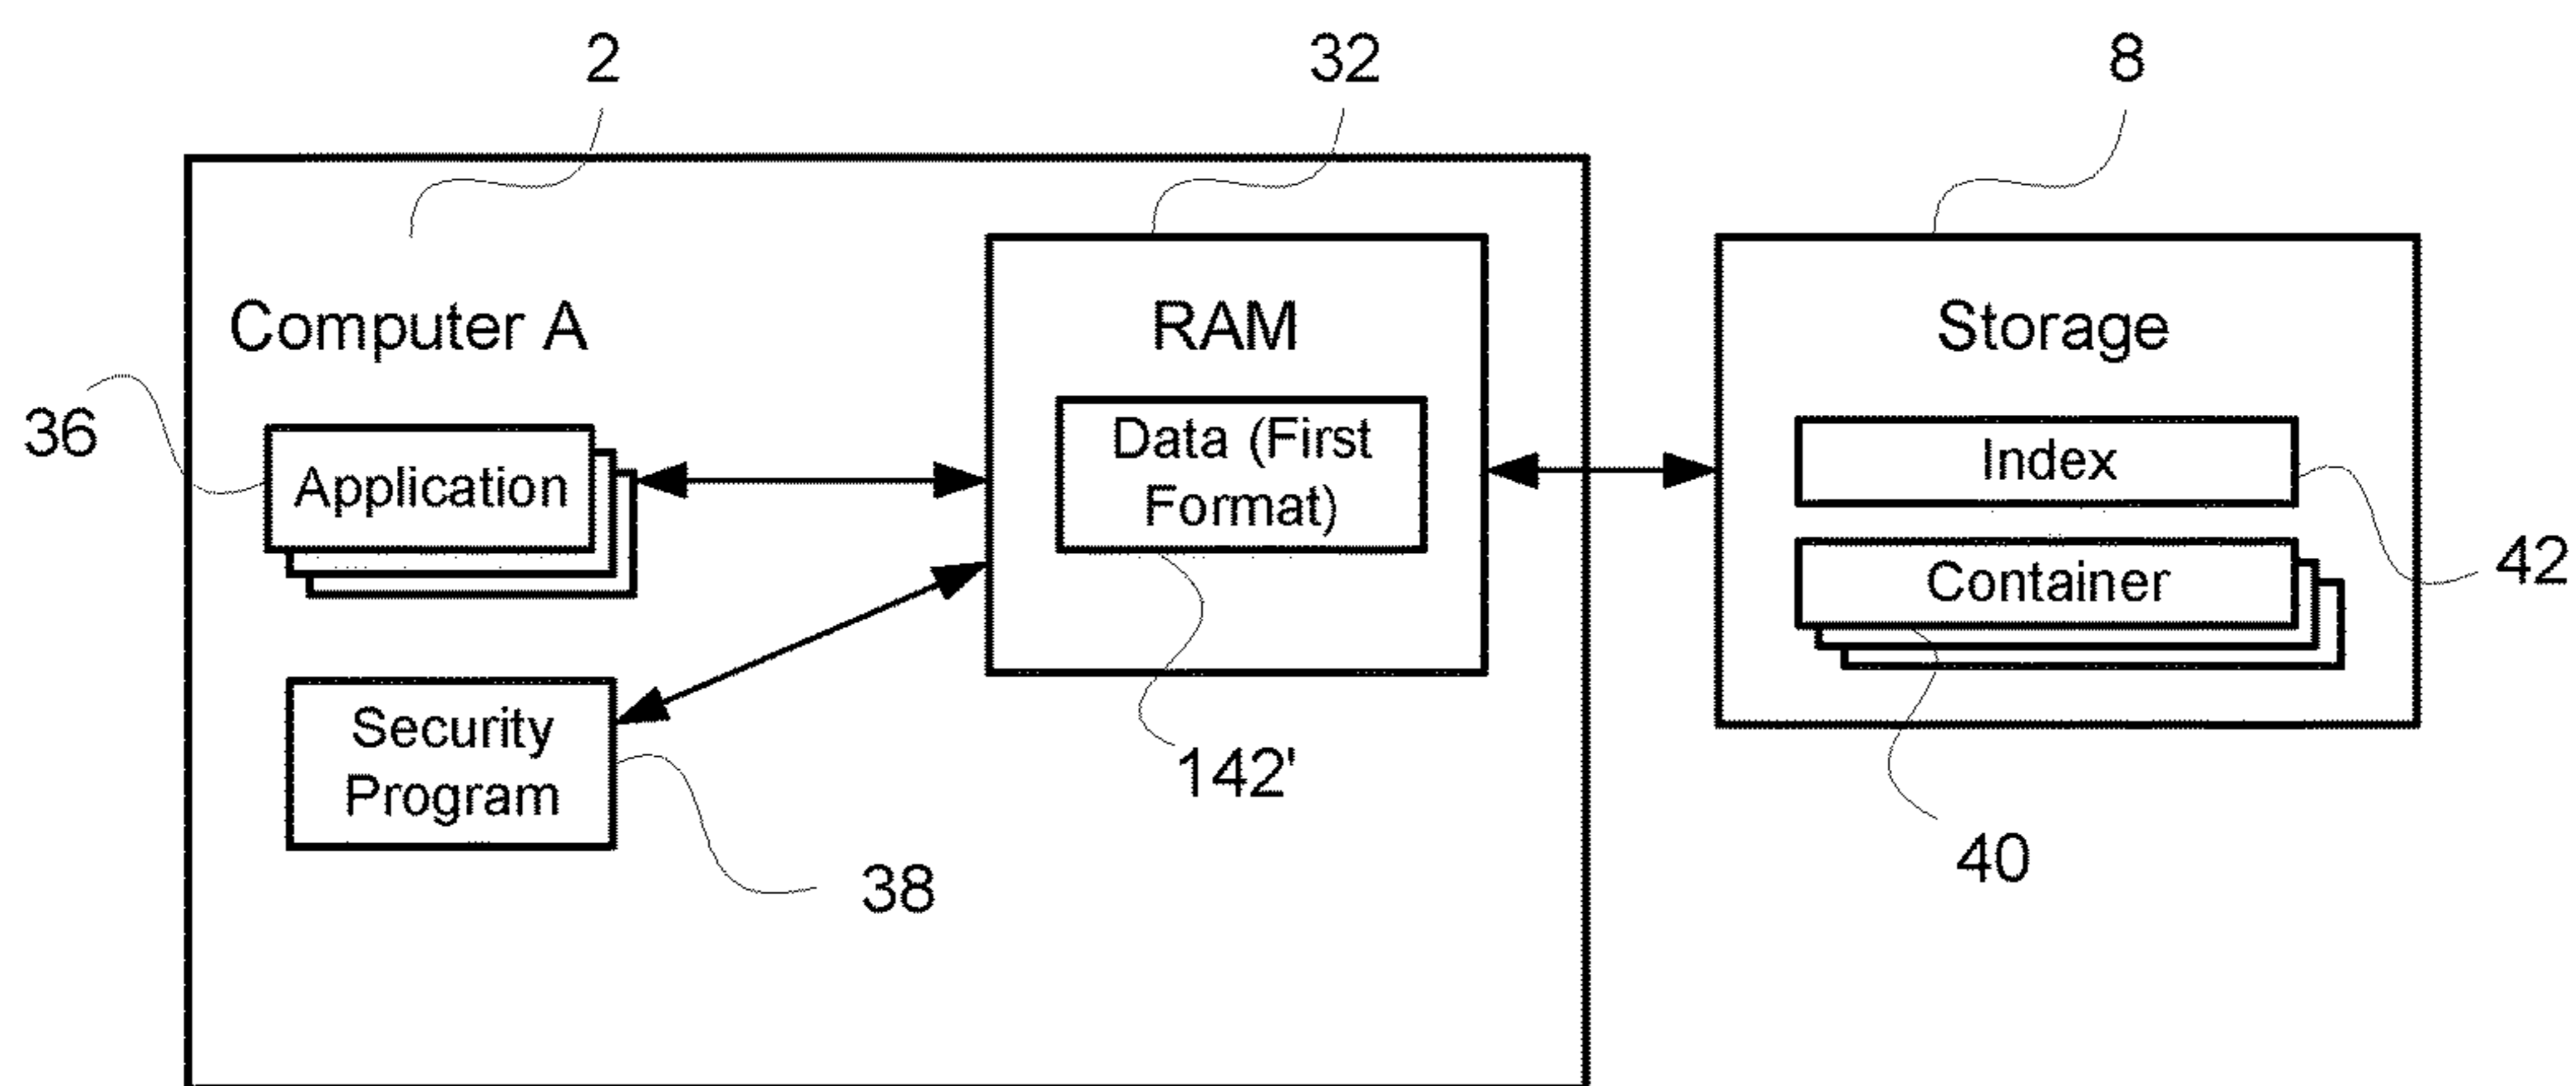 2
32
8
Computer A
RAM
Storage
36
Application
Data (First
Format)
Index
42
Container
Security
Program
142'
40
38